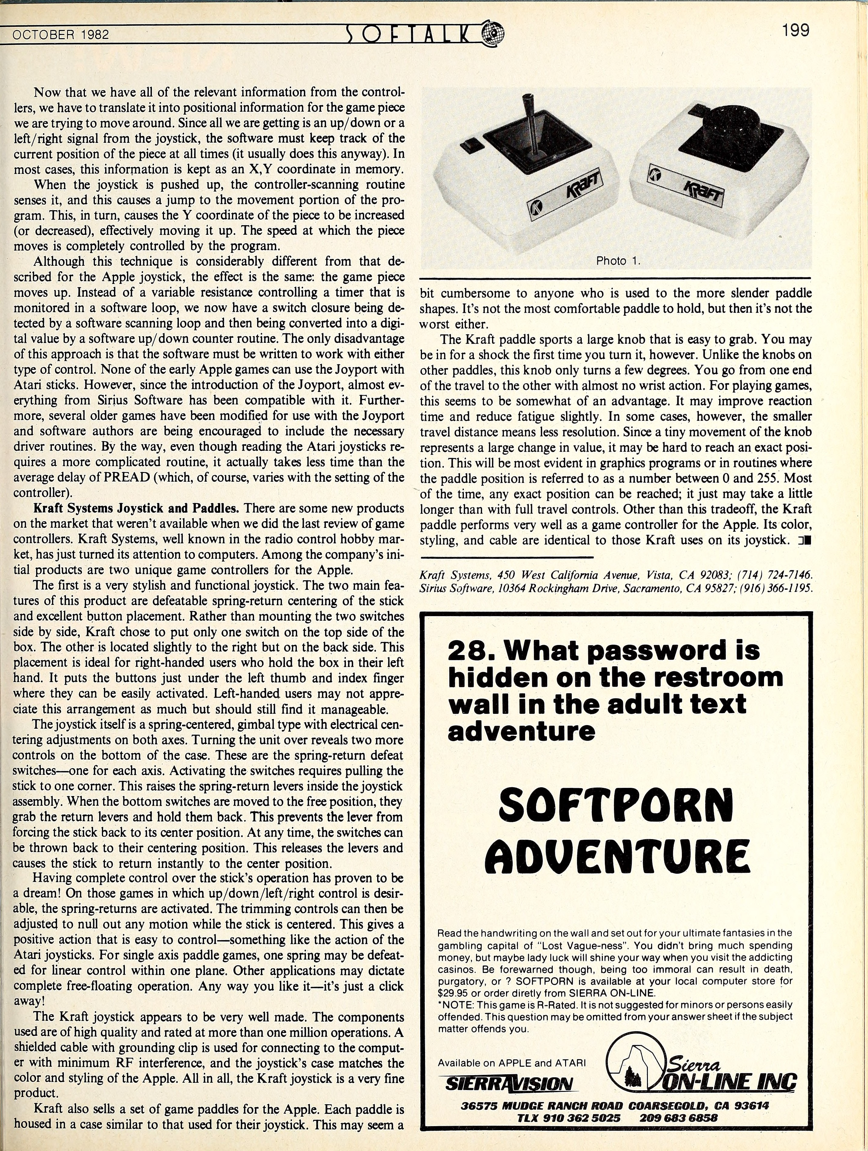 OCTOBER 1982
SOFTALK
199
Now that we have all of the relevant information from the control-
lers, we have to translate it into positional information for the game piece
we are trying to move around. Since all we are getting is an up/down or a
left/right signal from the joystick, the software must keep track of the
current position of the piece at all times (it usually does this anyway). In
most cases, this information is kept as an X,Y coordinate in memory.
When the joystick is pushed up, the controller-scanning routine
senses it, and this causes a jump to the movement portion of the pro-
gram. This, in turn, causes the Y coordinate of the piece to be increased
(or decreased), effectively moving it up. The speed at which the piece
moves is completely controlled by the program.
Although this technique is considerably different from that de-
scribed for the Apple joystick, the effect is the same: the game piece
moves up. Instead of a variable resistance controlling a timer that is
monitored in a software loop, we now have a switch closure being de-
tected by a software scanning loop and then being converted into a digi-
tal value by a software up/down counter routine. The only disadvantage
of this approach is that the software must be written to work with either
type of control. None of the early Apple games can use the Joyport with
Atari sticks. However, since the introduction of the Joyport, almost ev-
erything from Sirius Software has been compatible with it. Further-
more, several older games have been modified for use with the Joyport
and software authors are being encouraged to include the necessary
driver routines. By the way, even though reading the Atari joysticks re-
quires a more complicated routine, it actually takes less time than the
average delay of PREAD (which, of course, varies with the setting of the
controller).
Kraft Systems Joystick and Paddles. There are some new products
on the market that weren't available when we did the last review of game
controllers. Kraft Systems, well known in the radio control hobby mar-
ket, has just turned its attention to computers. Among the company's ini-
tial products are two unique game controllers for the Apple.
The first is a very stylish and functional joystick. The two main fea-
tures of this product are defeatable spring-return centering of the stick
and excellent button placement. Rather than mounting the two switches
side by side, Kraft chose to put only one switch on the top side of the
box. The other is located slightly to the right but on the back side. This
placement is ideal for right-handed users who hold the box in their left
hand. It puts the buttons just under the left thumb and index finger
where they can be easily activated. Left-handed users may not appre-
ciate this arrangement as much but should still find it manageable.
The joystick itself is a spring-centered, gimbal type with electrical cen-
tering adjustments on both axes. Turning the unit over reveals two more
controls on the bottom of the case. These are the spring-return defeat
switches—one for each axis. Activating the switches requires pulling the
stick to one corner. This raises the spring-return levers inside the joystick
assembly. When the bottom switches are moved to the free position, they
grab the return levers and hold them back. This prevents the lever from
forcing the stick back to its center position. At any time, the switches can
be thrown back to their centering position. This releases the levers and
causes the stick to return instantly to the center position.
Having complete control over the stick's operation has proven to be
a dream! On those games in which up/down/left/right control is desir-
able, the spring-returns are activated. The trimming controls can then be
adjusted to null out any motion while the stick is centered. This gives a
positive action that is easy to control—something like the action of the
Atari joysticks. For single axis paddle games, one spring may be defeat-
ed for linear control within one plane. Other applications may dictate
complete free-floating operation. Any way you like it—it's just a click
away!
The Kraft joystick appears to be very well made. The components
used are of high quality and rated at more than one million operations. A
shielded cable with grounding clip is used for connecting to the comput-
er with minimum RF interference, and the joystick's case matches the
color and styling of the Apple. All in all, the Kraft joystick is a very fine
product.
Kraft also sells a set of game paddles for the Apple. Each paddle is
housed in a case similar to that used for their joystick. This may seem a
K KRAFT
K KRAFT
Photo 1.
bit cumbersome to anyone who is used to the more slender paddle
shapes. It's not the most comfortable paddle to hold, but then it's not the
worst either.
The Kraft paddle sports a large knob that is easy to grab. You may
be in for a shock the first time you turn it, however. Unlike the knobs on
other paddles, this knob only turns a few degrees. You go from one end
of the travel to the other with almost no wrist action. For playing games,
this seems to be somewhat of an advantage. It may improve reaction
time and reduce fatigue slightly. In some cases, however, the smaller
travel distance means less resolution. Since a tiny movement of the knob
represents a large change in value, it may be hard to reach an exact posi-
tion. This will be most evident in graphics programs or in routines where
the paddle position is referred to as a number between 0 and 255. Most
of the time, any exact position can be reached; it just may take a little
longer than with full travel controls. Other than this tradeoff, the Kraft
paddle performs very well as a game controller for the Apple. Its color,
styling, and cable are identical to those Kraft uses on its joystick.
Kraft Systems, 450 West California Avenue, Vista, CA 92083; (714) 724-7146.
Sirius Software, 10364 Rockingham Drive, Sacramento, CA 95827; (916) 366-1195.
28. What password is
hidden on the restroom
wall in the adult text
adventure
SOFTPORN
ADVENTURE
Read the handwriting on the wall and set out for your ultimate fantasies in the
gambling capital of "Lost Vague-ness". You didn't bring much spending
money, but maybe lady luck will shine your way when you visit the addicting
casinos. Be forewarned though, being too immoral can result in death,
purgatory, or ? SOFTPORN is available at your local computer store for
$29.95 or order diretly from SIERRA ON-LINE.
*NOTE: This game is R-Rated. It is not suggested for minors or persons easily
offended. This question may be omitted from your answer sheet if the subject
matter offends you.
Available on APPLE and ATARI
SIERRAVISION
Sierra
ON-LINE INC
36575 MUDGE RANCH ROAD COARSEGOLD, CA 93614
TLX 910 362 5025 209 683 6858